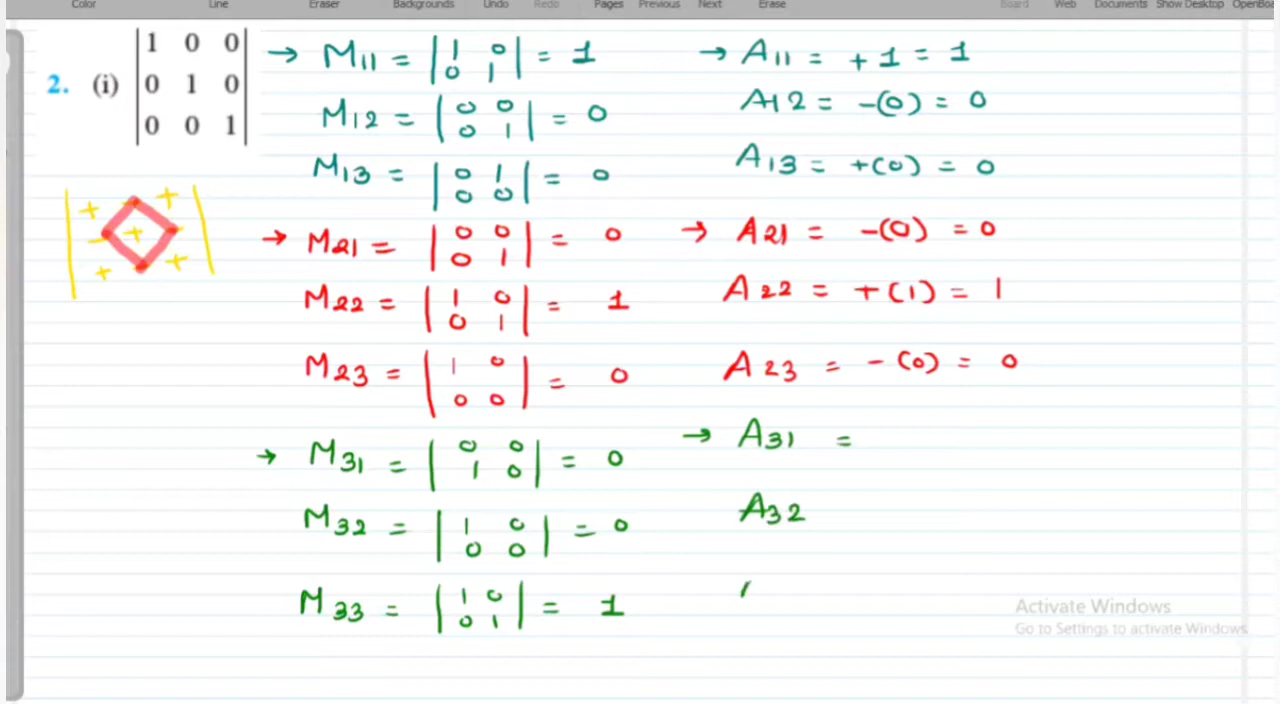 Color Line Eraser Backgrounds Undo Redo Pages Previous Next Erase Board Web Documents Show Desktop OpenBoa
2. (i) |1 0 0|
|0 1 0|
|0 0 1|
→ M11 = |1 0| = 1
|0 1|
M12 = |0 0| = 0
|0 1|
M13 = |0 1| = 0
|0 0|
→ A11 = +1 = 1
A12 = -(0) = 0
A13 = +(0) = 0
|+ - +|
|- + -|
|+ - +|
→ M21 = |0 0| = 0
|0 1|
M22 = |1 0| = 1
|0 1|
M23 = |1 0| = 0
|0 0|
→ A21 = -(0) = 0
A22 = +(1) = 1
A23 = -(0) = 0
→ M31 = |0 0| = 0
|1 0|
M32 = |1 0| = 0
|0 0|
M33 = |1 0| = 1
|0 1|
→ A31 =
A32
Activate Windows
Go to Settings to activate Windows.